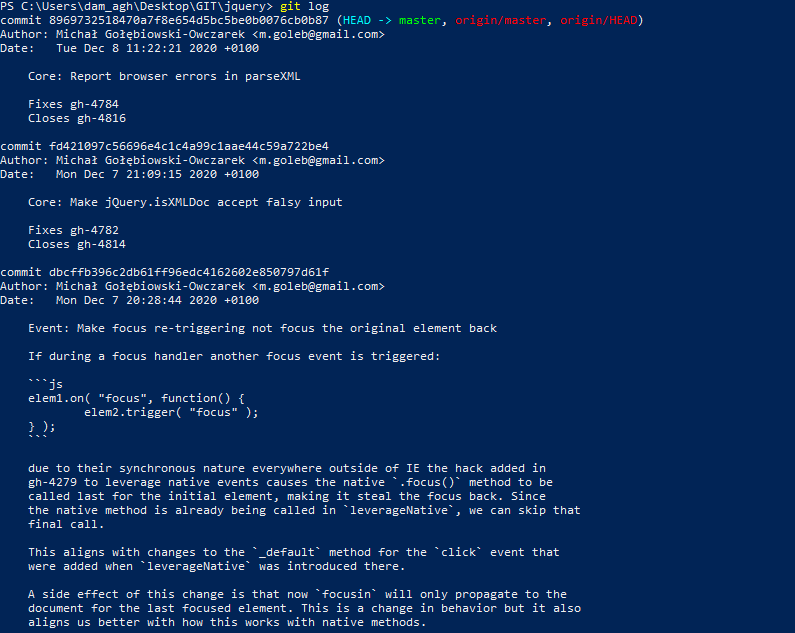 PS C:\Users\dam_agh\Desktop\GIT\jquery> git log
commit 8969732518470a7f8e654d5bc5be0b0076cb0b87 (HEAD -> master, origin/master, origin/HEAD)
Author: Michał Gołębiowski-Owczarek <m.goleb@gmail.com>
Date:   Tue Dec 8 11:22:21 2020 +0100
Core: Report browser errors in parseXML
Fixes gh-4784
Closes gh-4816
commit fd421097c56696e4c1c4a99c1aae44c59a722be4
Author: Michał Gołębiowski-Owczarek <m.goleb@gmail.com>
Date:   Mon Dec 7 21:09:15 2020 +0100
Core: Make jQuery.isXMLDoc accept falsy input
Fixes gh-4782
Closes gh-4814
commit dbcffb396c2db61ff96edc4162602e850797d61f
Author: Michał Gołębiowski-Owczarek <m.goleb@gmail.com>
Date:   Mon Dec 7 20:28:44 2020 +0100
Event: Make focus re-triggering not focus the original element back
If during a focus handler another focus event is triggered:
```js
elem1.on( "focus", function() {
elem2.trigger( "focus" );
} );
```
due to their synchronous nature everywhere outside of IE the hack added in
gh-4279 to leverage native events causes the native `.focus()` method to be
called last for the initial element, making it steal the focus back. Since
the native method is already being called in `leverageNative`, we can skip that
final call.
This aligns with changes to the `_default` method for the `click` event that
were added when `leverageNative` was introduced there.
A side effect of this change is that now `focusin` will only propagate to the
document for the last focused element. This is a change in behavior but it also
aligns us better with how this works with native methods.